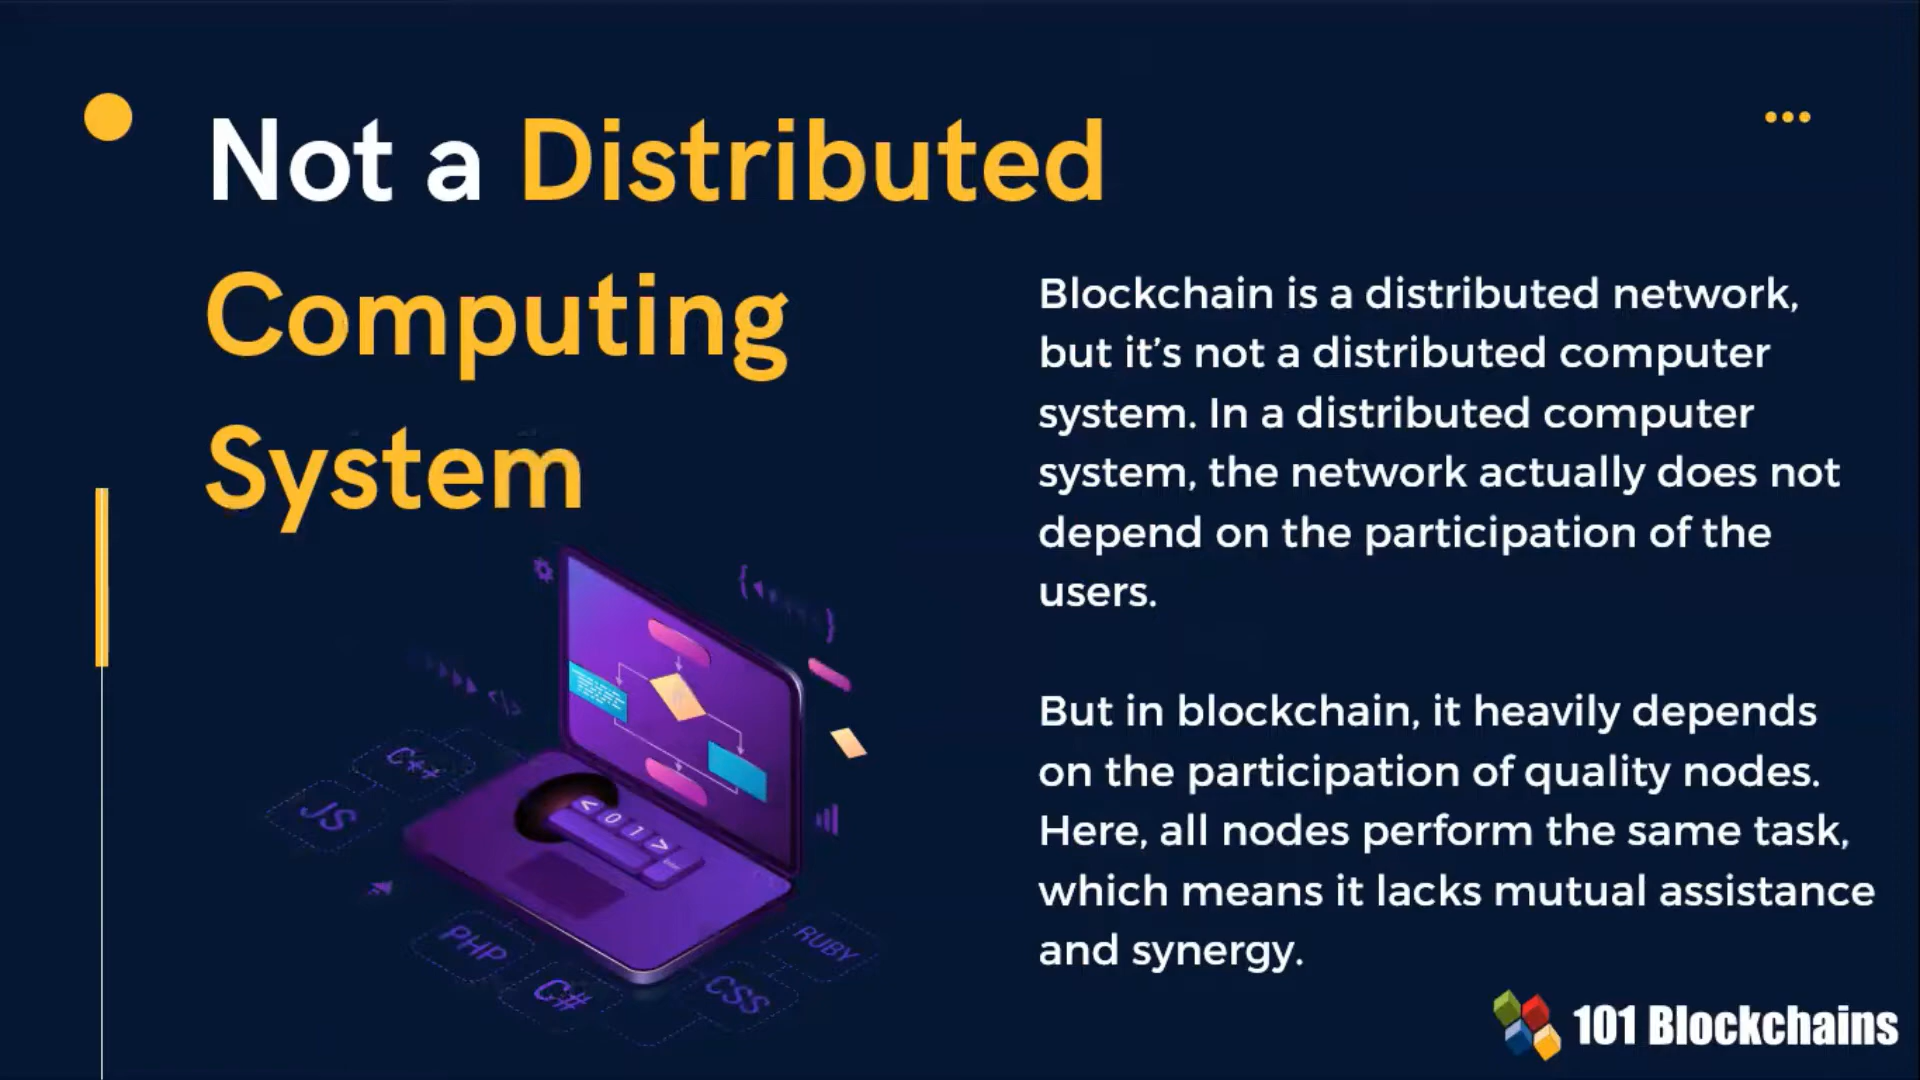 Not a Distributed
Computing
System
Blockchain is a distributed network,
but it's not a distributed computer
system. In a distributed computer
system, the network actually does not
depend on the participation of the
users.
But in blockchain, it heavily depends
on the participation of quality nodes.
Here, all nodes perform the same task,
which means it lacks mutual assistance
and synergy.
C++
JS
< 0 1 >
PHP
C#
CSS
RUBY
</>
101 Blockchains